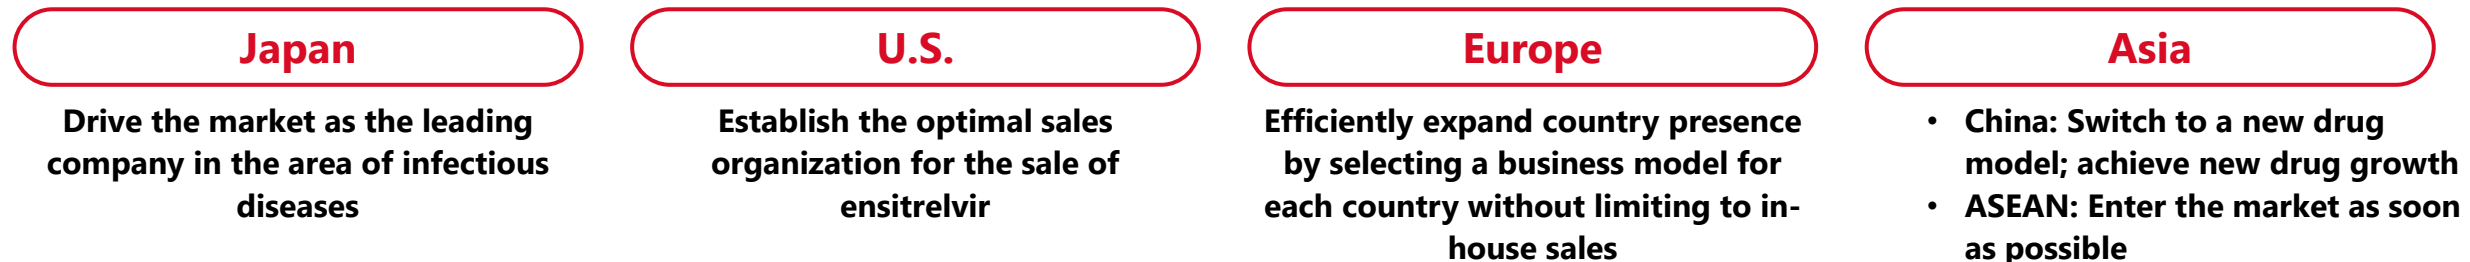 Japan
Drive the market as the leading
company in the area of infectious
diseases
U.S.
Establish the optimal sales
organization for the sale of
ensitrelvir
Europe
Efficiently expand country presence
by selecting a business model for
each country without limiting to in-
house sales
Asia
• China: Switch to a new drug
model; achieve new drug growth
• ASEAN: Enter the market as soon
as possible